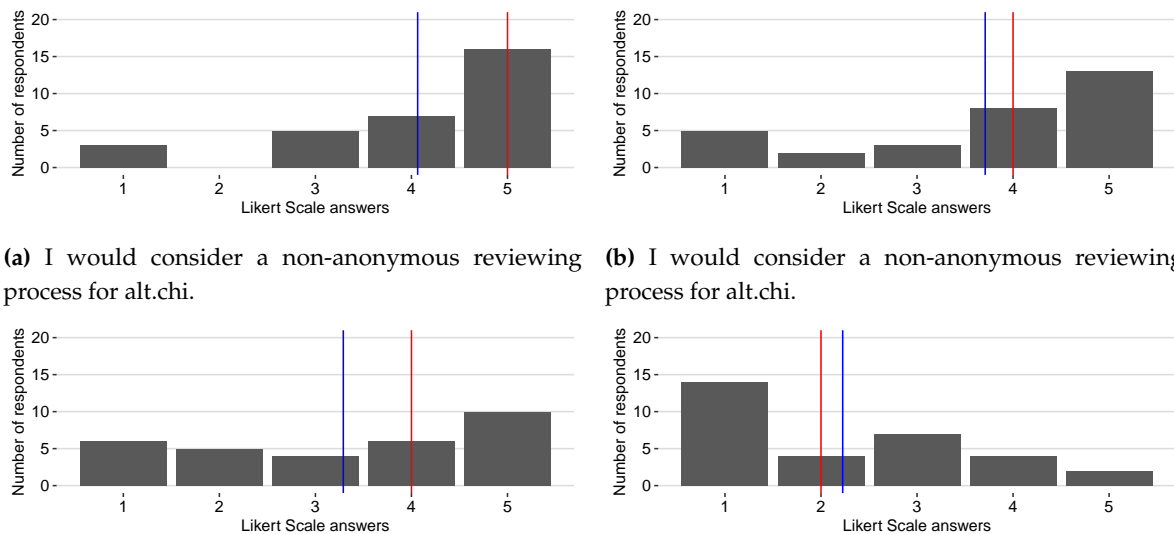 20
15
10
5
0
Number of respondents
1 2 3 4 5
Likert Scale answers
20
15
10
5
0
Number of respondents
1 2 3 4 5
Likert Scale answers
(a) I would consider a non-anonymous reviewing
process for alt.chi.
(b) I would consider a non-anonymous reviewing
process for alt.chi.
20
15
10
5
0
Number of respondents
1 2 3 4 5
Likert Scale answers
20
15
10
5
0
Number of respondents
1 2 3 4 5
Likert Scale answers